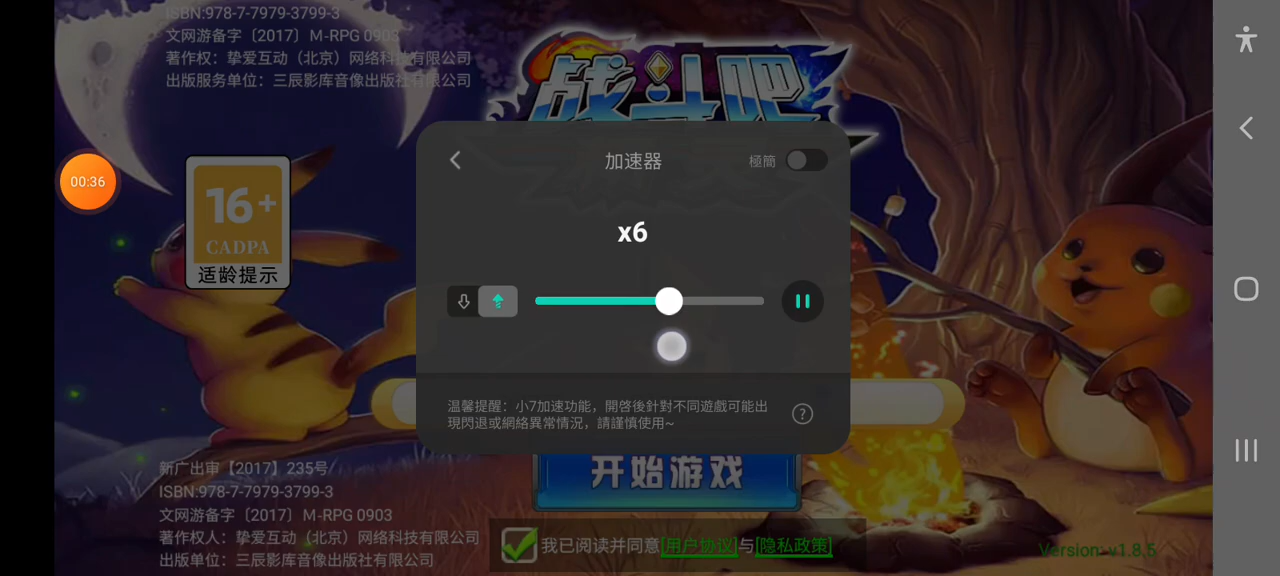 ISBN:978-7-7979-3799-3
文网游备字〔2017〕M-RPG 0903
著作权：挚爱互动（北京）网络科技有限公司
出版服务单位：三辰影库音像出版社有限公司
战斗吧
00:36
加速器
極簡
16+
CADPA
适龄提示
x6
溫馨提醒：小7加速功能，開啓後針對不同遊戲可能出
現閃退或網絡異常情況，請謹慎使用~
?
开始游戏
新广出审【2017】235号
ISBN:978-7-7979-3799-3
文网游备字〔2017〕M-RPG 0903
著作权人：挚爱互动（北京）网络科技有限公司
出版单位：三辰影库音像出版社有限公司
我已阅读并同意[用户协议]与[隐私政策]
Version: v1.8.5